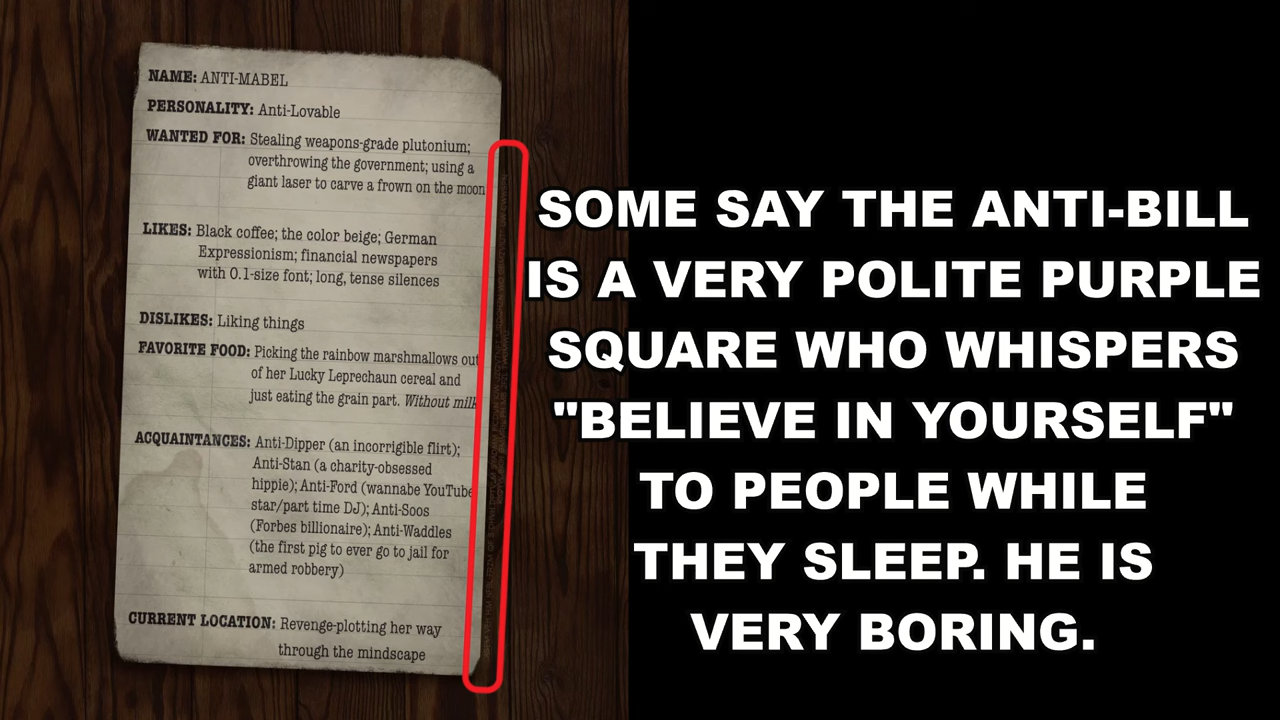 NAME: ANTI-MABEL
PERSONALITY: Anti-Lovable
WANTED FOR: Stealing weapons-grade plutonium;
overthrowing the government; using a
giant laser to carve a frown on the moon
LIKES: Black coffee; the color beige; German
Expressionism; financial newspapers
with 0.1-size font; long, tense silences
DISLIKES: Liking things
FAVORITE FOOD: Picking the rainbow marshmallows out
of her Lucky Leprechaun cereal and
just eating the grain part. Without milk
ACQUAINTANCES: Anti-Dipper (an incorrigible flirt);
Anti-Stan (a charity-obsessed
hippie); Anti-Ford (wannabe YouTube
star/part time DJ); Anti-Soos
(Forbes billionaire); Anti-Waddles
(the first pig to ever go to jail for
armed robbery)
CURRENT LOCATION: Revenge-plotting her way
through the mindscape
SOME SAY THE ANTI-BILL
IS A VERY POLITE PURPLE
SQUARE WHO WHISPERS
"BELIEVE IN YOURSELF"
TO PEOPLE WHILE
THEY SLEEP. HE IS
VERY BORING.